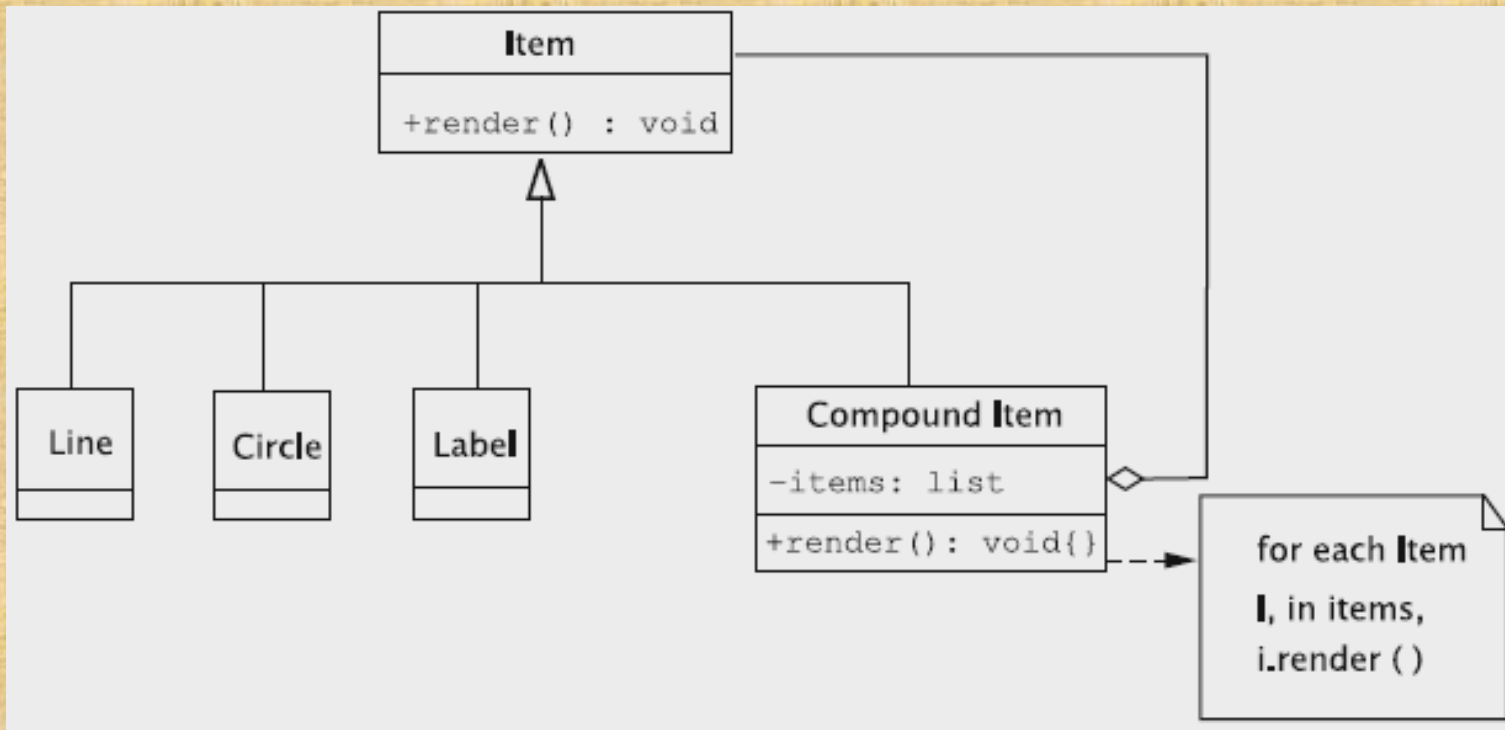 Item
+render() : void
Line
Circle
Label
Compound Item
-items: list
+render(): void{}
for each Item
I, in items,
i.render ( )